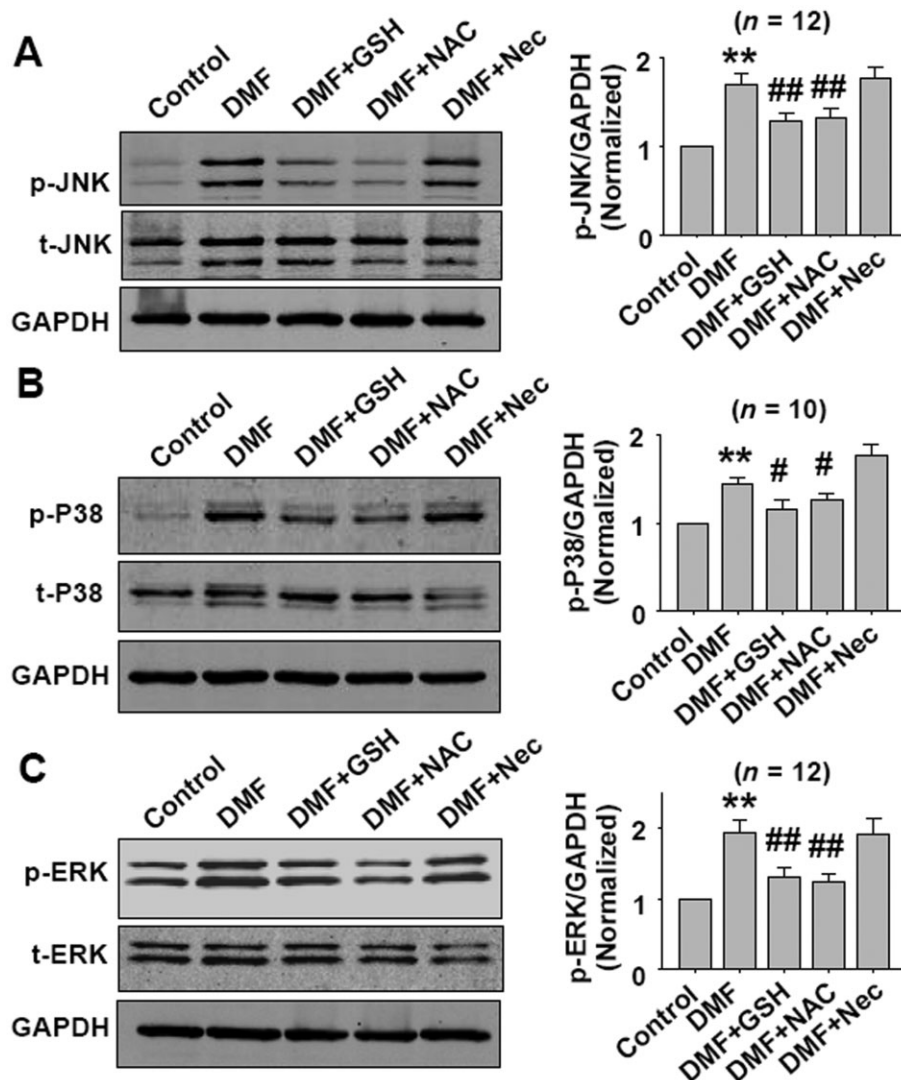 A
Control
DMF
DMF+GSH
DMF+NAC
DMF+Nec
p-JNK
t-JNK
GAPDH
(n = 12)
p-JNK/GAPDH
(Normalized)
2
1
0
**
##
##
Control
DMF
DMF+GSH
DMF+NAC
DMF+Nec
B
Control
DMF
DMF+GSH
DMF+NAC
DMF+Nec
p-P38
t-P38
GAPDH
(n = 10)
p-P38/GAPDH
(Normalized)
2
1
0
**
#
#
Control
DMF
DMF+GSH
DMF+NAC
DMF+Nec
C
Control
DMF
DMF+GSH
DMF+NAC
DMF+Nec
p-ERK
t-ERK
GAPDH
(n = 12)
p-ERK/GAPDH
(Normalized)
2
1
0
**
##
##
Control
DMF
DMF+GSH
DMF+NAC
DMF+Nec